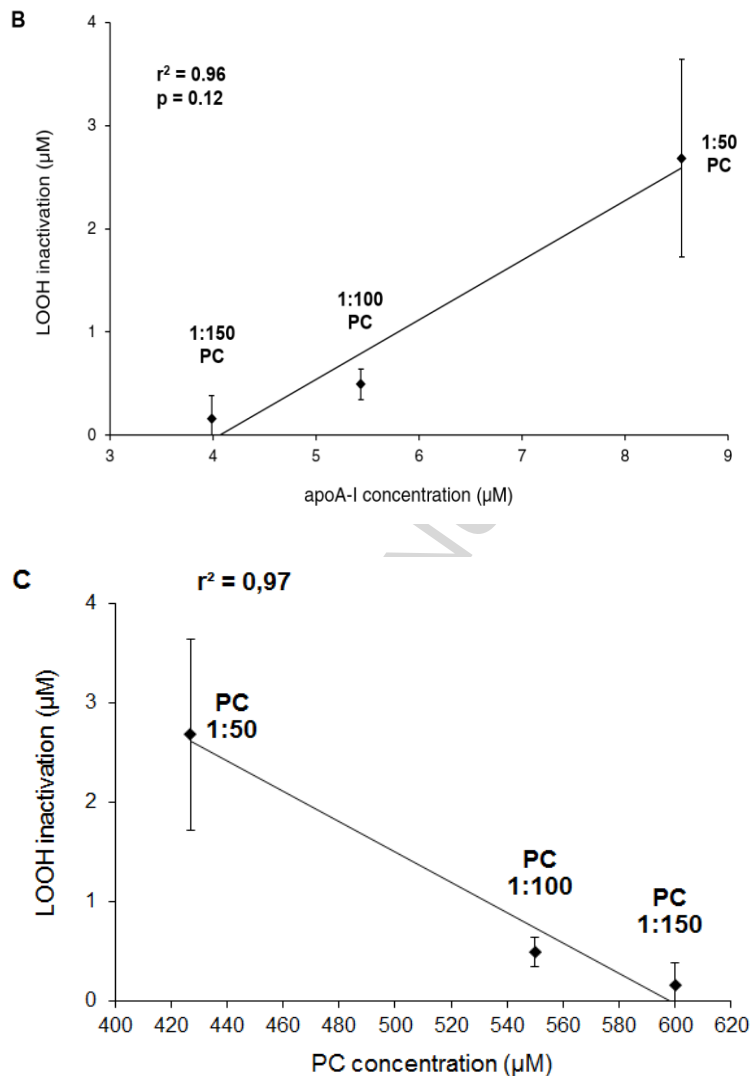 B
4
3
2
1
0
LOOH inactivation (µM)
r² = 0.96
p = 0.12
1:50
PC
1:100
PC
1:150
PC
3 4 5 6 7 8 9
apoA-I concentration (µM)
C
r² = 0,97
4
3
2
1
0
LOOH inactivation (µM)
PC
1:50
PC
1:100
PC
1:150
400 420 440 460 480 500 520 540 560 580 600 620
PC concentration (µM)